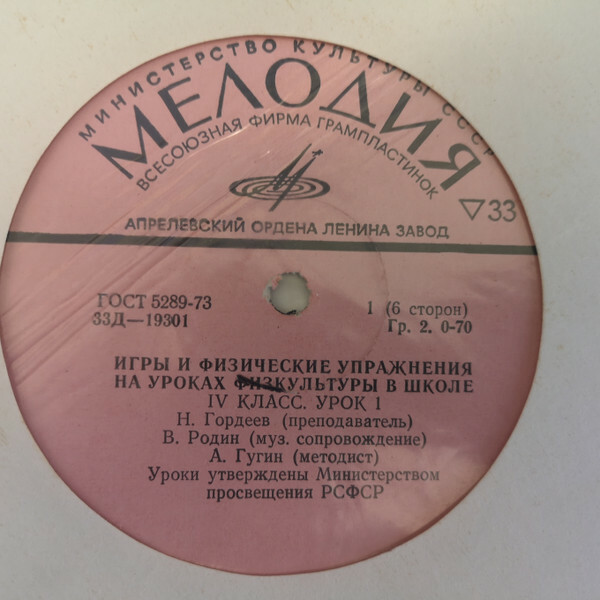 МИНИСТЕРСТВО КУЛЬТУРЫ СССР
МЕЛОДИЯ
ВСЕСОЮЗНАЯ ФИРМА ГРАМПЛАСТИНОК
▽33
АПРЕЛЕВСКИЙ ОРДЕНА ЛЕНИНА ЗАВОД
ГОСТ 5289-73
33Д—19301
1 (6 сторон)
Гр. 2. 0-70
ИГРЫ И ФИЗИЧЕСКИЕ УПРАЖНЕНИЯ
НА УРОКАХ ФИЗКУЛЬТУРЫ В ШКОЛЕ
IV КЛАСС. УРОК 1
Н. Гордеев (преподаватель)
В. Родин (муз. сопровождение)
А. Гугин (методист)
Уроки утверждены Министерством
просвещения РСФСР